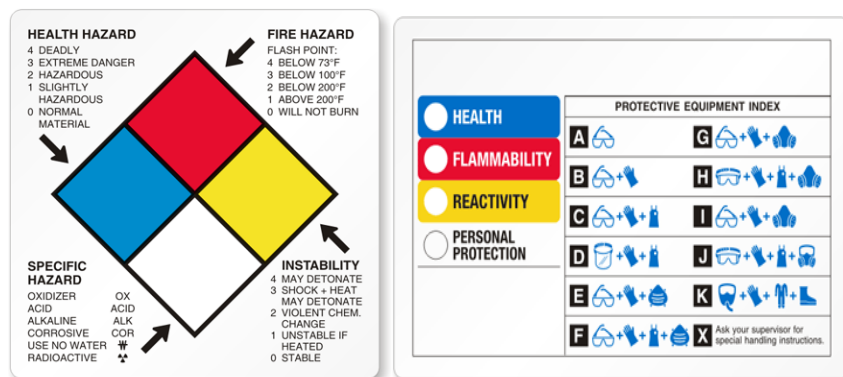 HEALTH HAZARD
4 DEADLY
3 EXTREME DANGER
2 HAZARDOUS
1 SLIGHTLY
HAZARDOUS
0 NORMAL
MATERIAL
FIRE HAZARD
FLASH POINT:
4 BELOW 73°F
3 BELOW 100°F
2 BELOW 200°F
1 ABOVE 200°F
0 WILL NOT BURN
SPECIFIC
HAZARD
OXIDIZER OX
ACID ACID
ALKALINE ALK
CORROSIVE COR
USE NO WATER W
RADIOACTIVE
INSTABILITY
4 MAY DETONATE
3 SHOCK + HEAT
MAY DETONATE
2 VIOLENT CHEM.
CHANGE
1 UNSTABLE IF
HEATED
0 STABLE
HEALTH
FLAMMABILITY
REACTIVITY
PERSONAL
PROTECTION
PROTECTIVE EQUIPMENT INDEX
A
B + 
C + +
D + +
E + +
F + + +
G + +
H + + +
I + +
J + + +
K + + +
X Ask your supervisor for
special handling instructions.